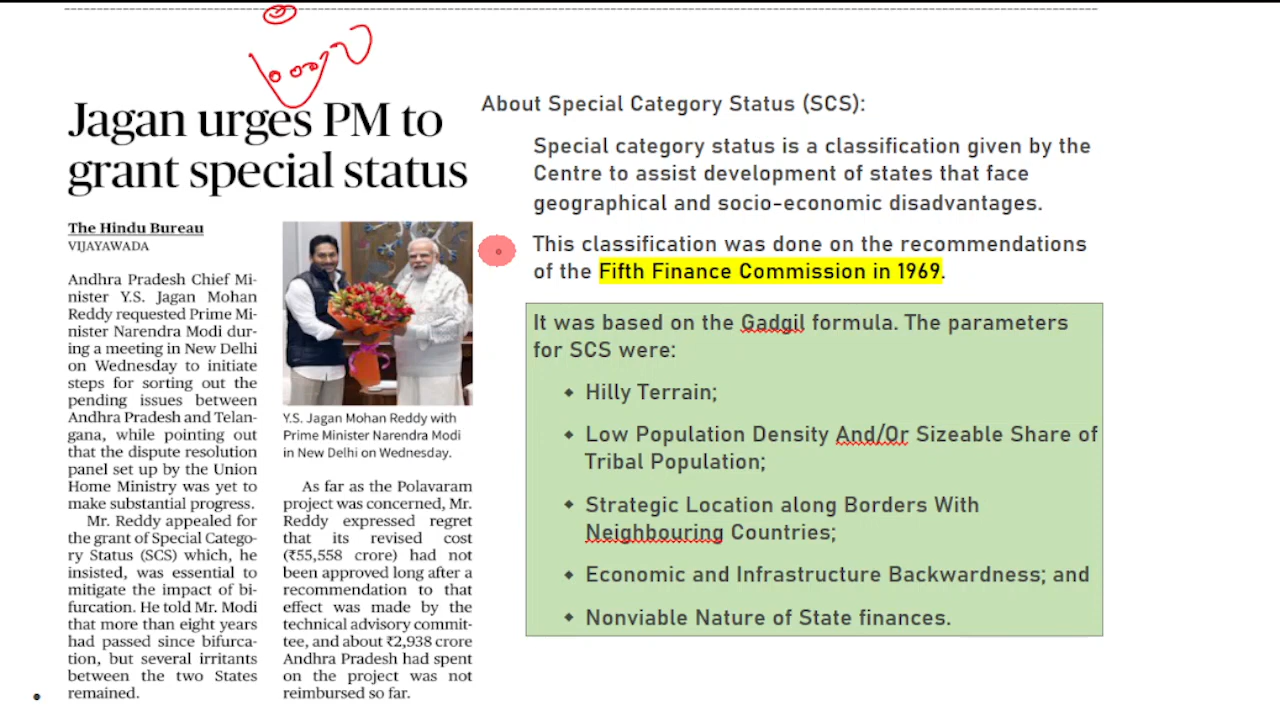 Jagan urges PM to
grant special status
The Hindu Bureau
VIJAYAWADA
Andhra Pradesh Chief Mi-
nister Y.S. Jagan Mohan
Reddy requested Prime Mi-
nister Narendra Modi dur-
ing a meeting in New Delhi
on Wednesday to initiate
steps for sorting out the
pending issues between
Andhra Pradesh and Telan-
gana, while pointing out
that the dispute resolution
panel set up by the Union
Home Ministry was yet to
make substantial progress.
Mr. Reddy appealed for
the grant of Special Catego-
ry Status (SCS) which, he
insisted, was essential to
mitigate the impact of bi-
furcation. He told Mr. Modi
that more than eight years
had passed since bifurca-
tion, but several irritants
between the two States
remained.
Y.S. Jagan Mohan Reddy with
Prime Minister Narendra Modi
in New Delhi on Wednesday.
As far as the Polavaram
project was concerned, Mr.
Reddy expressed regret
that its revised cost
(₹55,558 crore) had not
been approved long after a
recommendation to that
effect was made by the
technical advisory commit-
tee, and about ₹2,938 crore
Andhra Pradesh had spent
on the project was not
reimbursed so far.
About Special Category Status (SCS):
Special category status is a classification given by the
Centre to assist development of states that face
geographical and socio-economic disadvantages.
This classification was done on the recommendations
of the Fifth Finance Commission in 1969.
It was based on the Gadgil formula. The parameters
for SCS were:
◆ Hilly Terrain;
◆ Low Population Density And/Or Sizeable Share of
Tribal Population;
◆ Strategic Location along Borders With
Neighbouring Countries;
◆ Economic and Infrastructure Backwardness; and
◆ Nonviable Nature of State finances.